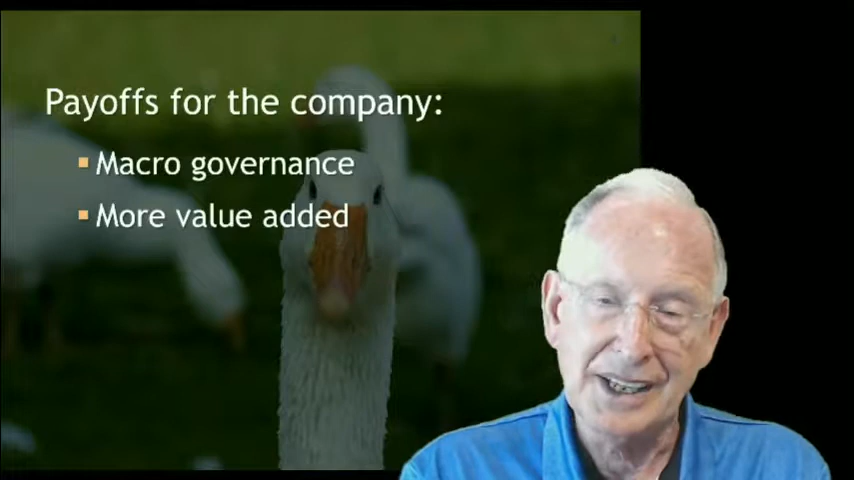 Payoffs for the company:
▪ Macro governance
▪ More value added